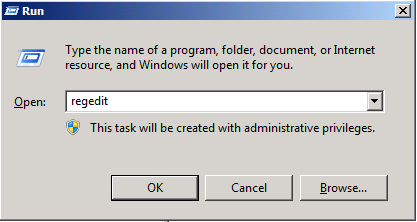 Run
Type the name of a program, folder, document, or Internet
resource, and Windows will open it for you.
Open: regedit
This task will be created with administrative privileges.
OK Cancel Browse...